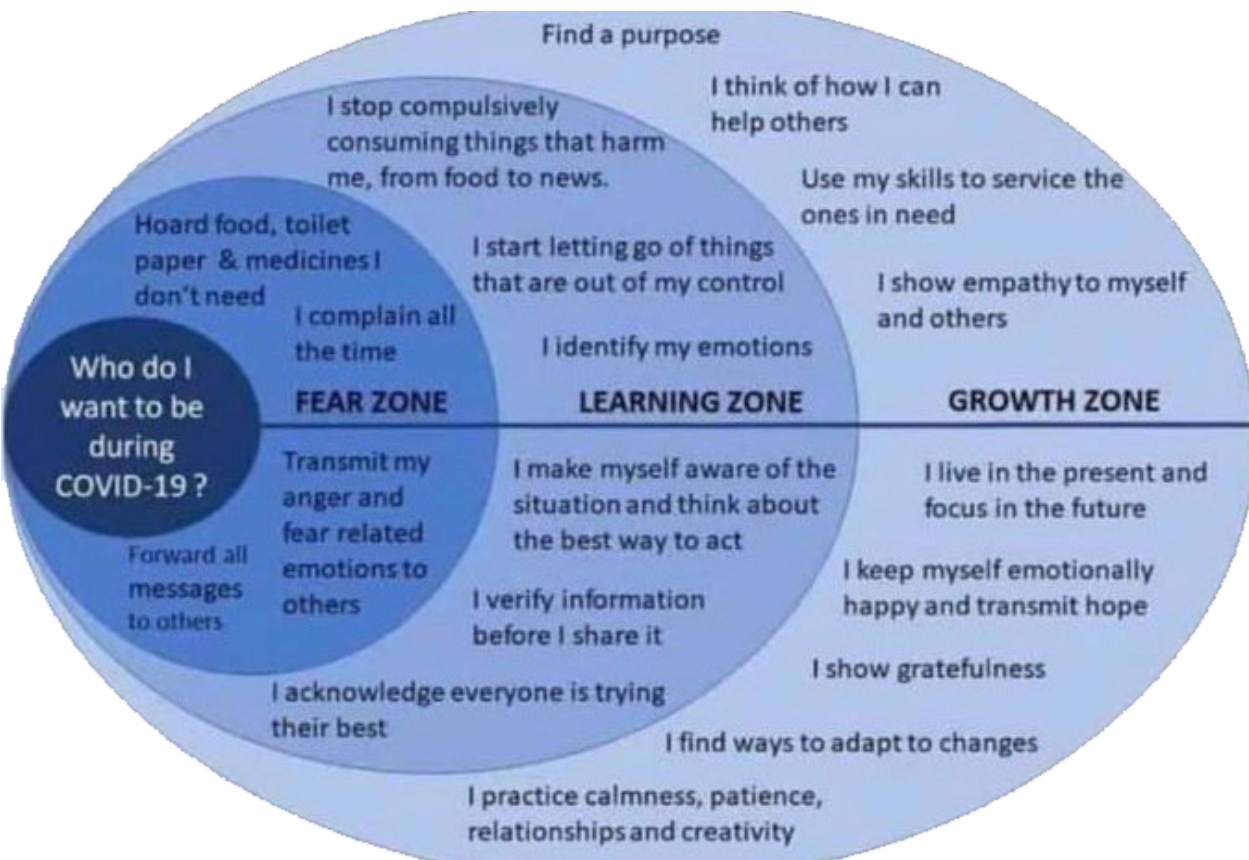 Find a purpose
I think of how I can
help others
Use my skills to service the
ones in need
I show empathy to myself
and others
I stop compulsively
consuming things that harm
me, from food to news.
I start letting go of things
that are out of my control
I identify my emotions
Hoard food, toilet
paper & medicines I
don't need
I complain all
the time
Who do I
want to be
during
COVID-19 ?
FEAR ZONE
LEARNING ZONE
GROWTH ZONE
Transmit my
anger and
fear related
emotions to
others
Forward all
messages
to others
I make myself aware of the
situation and think about
the best way to act
I verify information
before I share it
I acknowledge everyone is trying
their best
I live in the present and
focus in the future
I keep myself emotionally
happy and transmit hope
I show gratefulness
I find ways to adapt to changes
I practice calmness, patience,
relationships and creativity